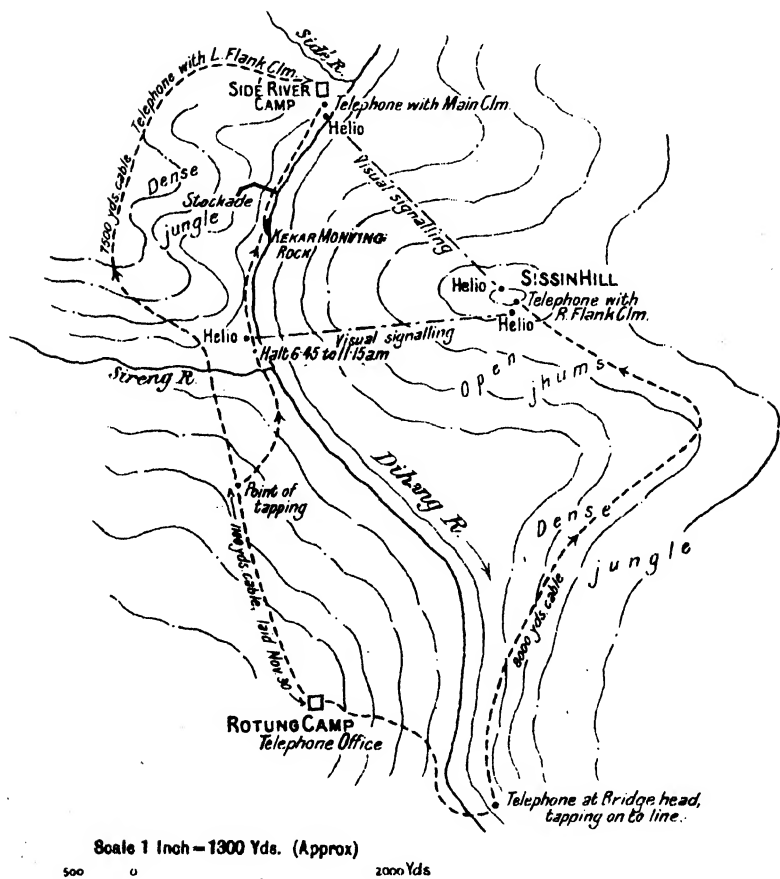 Side R.
Telephone with L. Flank Clm.
SIDE RIVER
CAMP
Telephone with Main Clm.
Helio
7500 yds. cable
Dense
jungle
Stockade
Visual signalling
KEKAR MONYING
ROCK
Helio
SISSIN HILL
Telephone with
R. Flank Clm.
Helio
Helio
Visual signalling
Halt 6·45 to 11·15 am
Sireng R.
Open
jhums
Dihang R.
Point of
tapping
Dense
jungle
8000 yds. cable
yds. cable, laid Nov. 30
ROTUNG CAMP
Telephone Office
Telephone at Bridge head,
tapping on to line.
Scale 1 Inch = 1300 Yds. (Approx)
500 0 2000 Yds